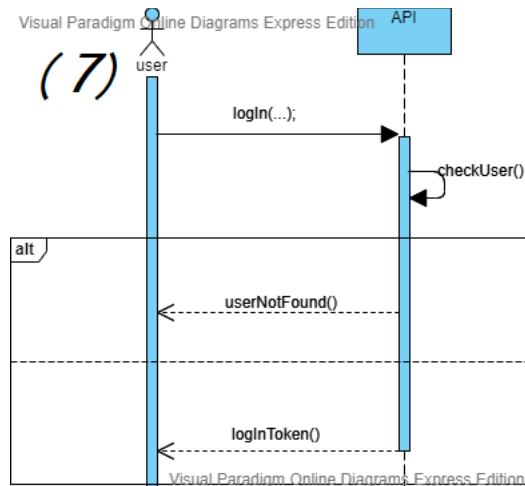 Visual Paradigm Online Diagrams Express Edition
API
(7)
user
logIn(...);
checkUser()
alt
userNotFound()
logInToken()
Visual Paradigm Online Diagrams Express Edition